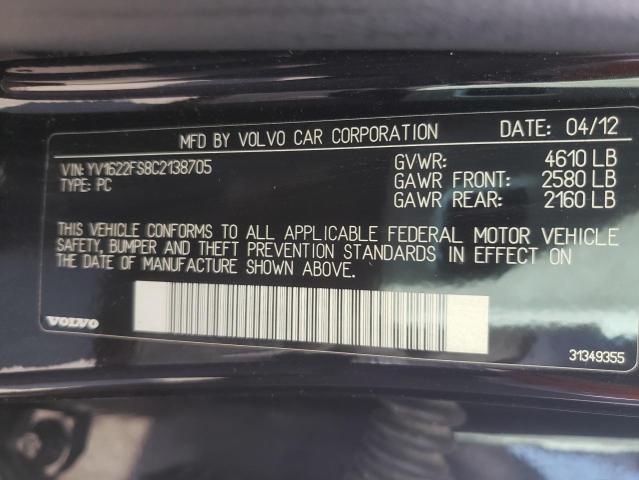 MFD BY VOLVO CAR CORPORATION DATE: 04/12
VIN: YV1622FS8C2138705
TYPE: PC
GVWR: 4610 LB
GAWR FRONT: 2580 LB
GAWR REAR: 2160 LB
THIS VEHICLE CONFORMS TO ALL APPLICABLE FEDERAL MOTOR VEHICLE
SAFETY, BUMPER AND THEFT PREVENTION STANDARDS IN EFFECT ON
THE DATE OF MANUFACTURE SHOWN ABOVE.
VOLVO
31349355